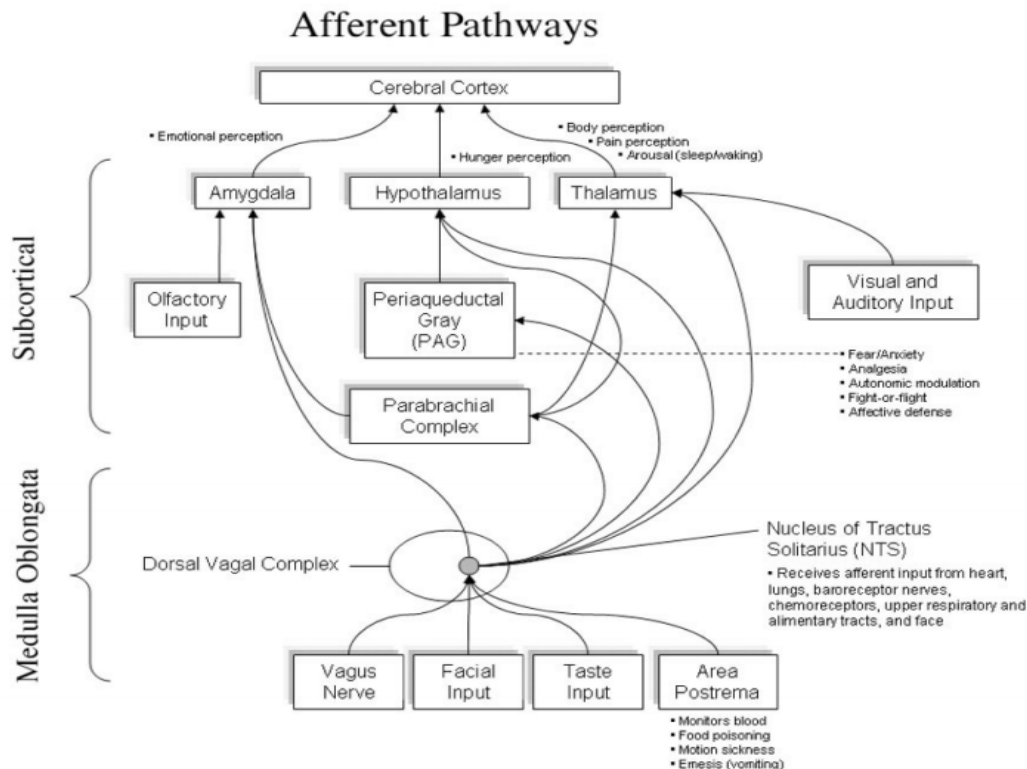 Afferent Pathways
Cerebral Cortex
▪ Emotional perception
▪ Hunger perception
▪ Body perception
▪ Pain perception
▪ Arousal (sleep/waking)
Subcortical
Amygdala
Hypothalamus
Thalamus
Olfactory
Input
Periaqueductal
Gray
(PAG)
Visual and
Auditory Input
▪ Fear/Anxiety
▪ Analgesia
▪ Autonomic modulation
▪ Fight-or-flight
▪ Affective defense
Parabrachial
Complex
Medulla Oblongata
Dorsal Vagal Complex
Nucleus of Tractus
Solitarius (NTS)
▪ Receives afferent input from heart,
lungs, baroreceptor nerves,
chemoreceptors, upper respiratory and
alimentary tracts, and face
Vagus
Nerve
Facial
Input
Taste
Input
Area
Postrema
▪ Monitors blood
▪ Food poisoning
▪ Motion sickness
▪ Emesis (vomiting)